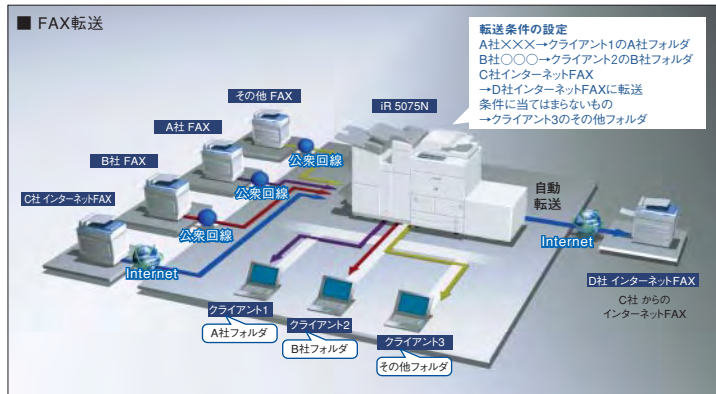 ■ FAX転送
転送条件の設定
A社×××→クライアント1のA社フォルダ
B社○○○→クライアント2のB社フォルダ
C社インターネットFAX
→D社インターネットFAXに転送
条件に当てはまらないもの
→クライアント3のその他フォルダ
その他 FAX
iR 5075N
A社 FAX
公衆回線
B社 FAX
公衆回線
C社 インターネットFAX
公衆回線
Internet
自動
転送
Internet
D社 インターネットFAX
C社 からの
インターネットFAX
クライアント1
A社フォルダ
クライアント2
B社フォルダ
クライアント3
その他フォルダ